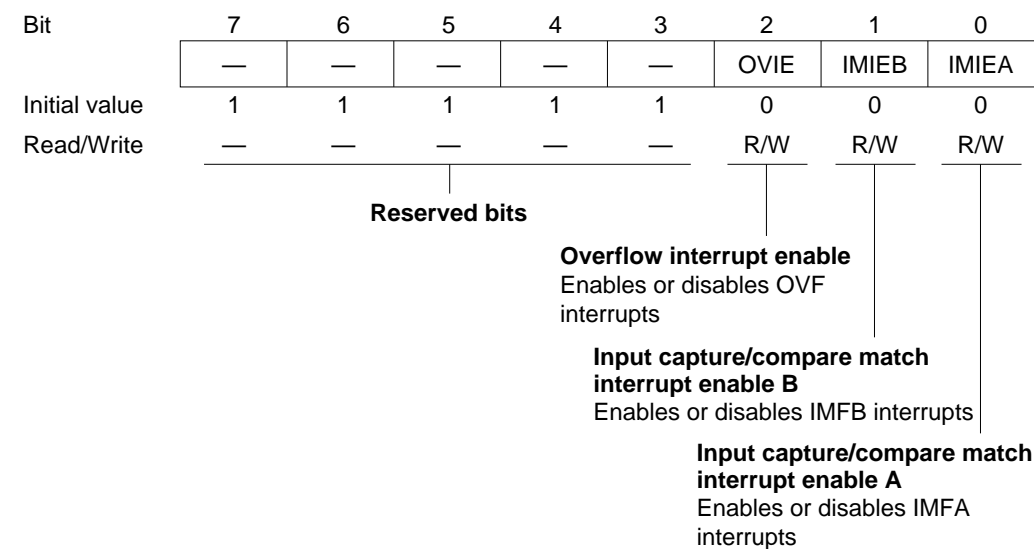 Bit 7 6 5 4 3 2 1 0
— — — — — OVIE IMIEB IMIEA
Initial value 1 1 1 1 1 0 0 0
Read/Write — — — — — R/W R/W R/W
Reserved bits
Overflow interrupt enable
Enables or disables OVF
interrupts
Input capture/compare match
interrupt enable B
Enables or disables IMFB interrupts
Input capture/compare match
interrupt enable A
Enables or disables IMFA
interrupts